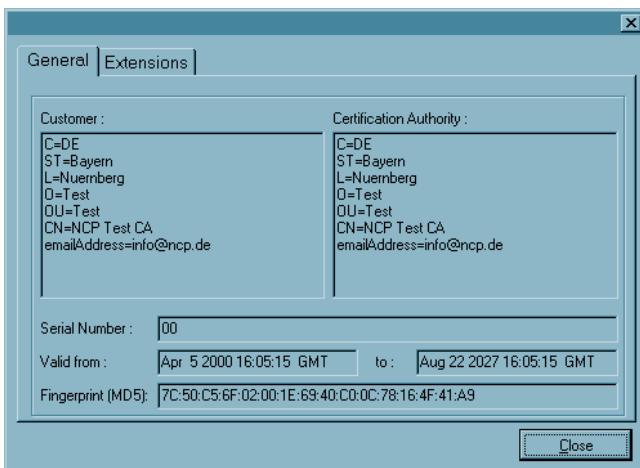 General
Extensions
Customer :
C=DE
ST=Bayern
L=Nuernberg
O=Test
OU=Test
CN=NCP Test CA
emailAddress=info@ncp.de
Certification Authority :
C=DE
ST=Bayern
L=Nuernberg
O=Test
OU=Test
CN=NCP Test CA
emailAddress=info@ncp.de
Serial Number : 00
Valid from : Apr 5 2000 16:05:15 GMT to : Aug 22 2027 16:05:15 GMT
Fingerprint (MD5): 7C:50:C5:6F:02:00:1E:69:40:C0:0C:78:16:4F:41:A9
Close